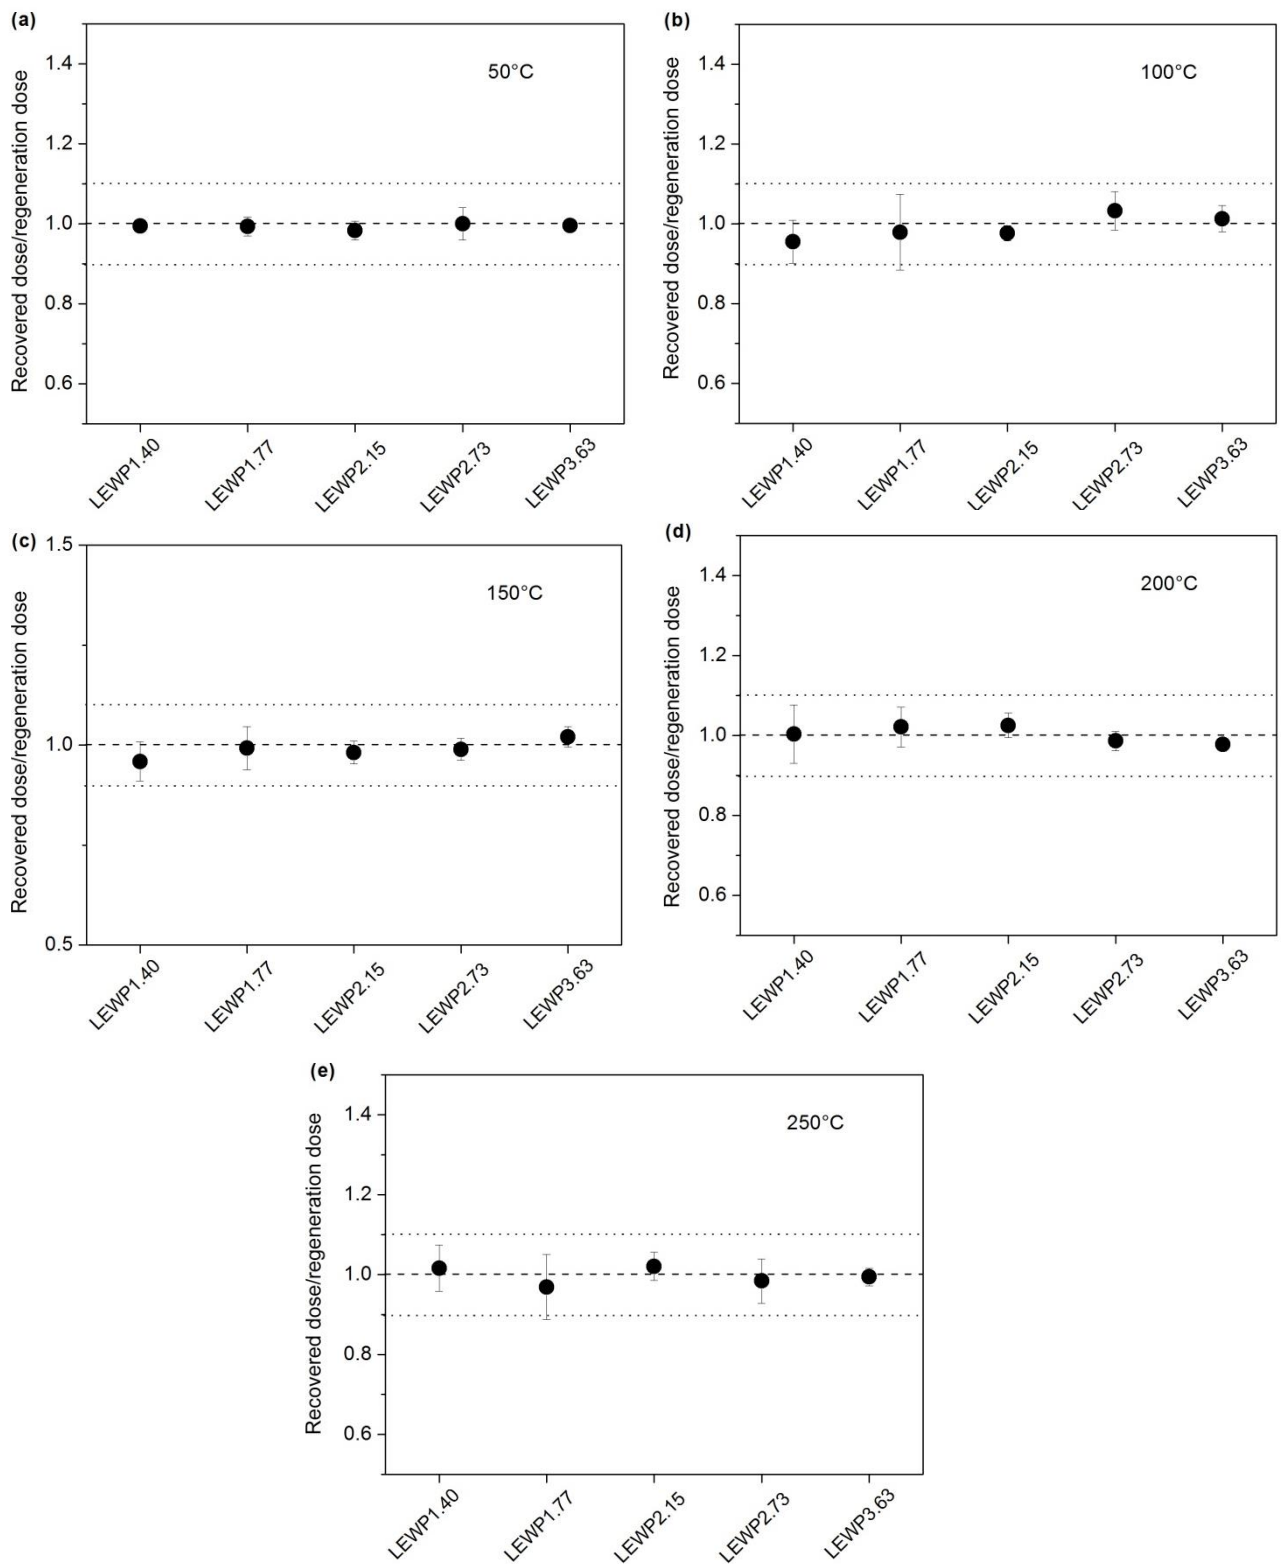 (a)
Recovered dose/regeneration dose
1.4
1.2
1.0
0.8
0.6
50°C
LEWP1.40
LEWP1.77
LEWP2.15
LEWP2.73
LEWP3.63
(b)
Recovered dose/regeneration dose
1.4
1.2
1.0
0.8
0.6
100°C
LEWP1.40
LEWP1.77
LEWP2.15
LEWP2.73
LEWP3.63
(c)
Recovered dose/regeneration dose
1.5
1.0
0.5
150°C
LEWP1.40
LEWP1.77
LEWP2.15
LEWP2.73
LEWP3.63
(d)
Recovered dose/regeneration dose
1.4
1.2
1.0
0.8
0.6
200°C
LEWP1.40
LEWP1.77
LEWP2.15
LEWP2.73
LEWP3.63
(e)
Recovered dose/regeneration dose
1.4
1.2
1.0
0.8
0.6
250°C
LEWP1.40
LEWP1.77
LEWP2.15
LEWP2.73
LEWP3.63